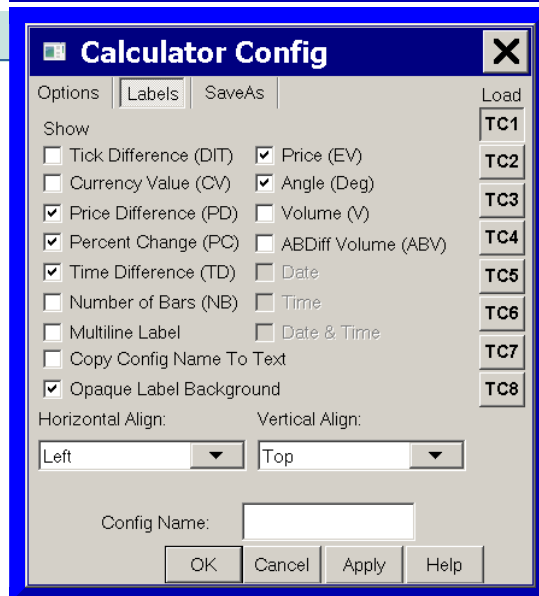 Calculator Config
Options Labels SaveAs Load
Show TC1
Tick Difference (DIT) Price (EV) TC2
Currency Value (CV) Angle (Deg) TC3
Price Difference (PD) Volume (V)
Percent Change (PC) ABDiff Volume (ABV) TC4
Time Difference (TD) Date TC5
Number of Bars (NB) Time TC6
Multiline Label Date & Time
Copy Config Name To Text TC7
Opaque Label Background TC8
Horizontal Align: Vertical Align:
Left Top
Config Name:
OK Cancel Apply Help